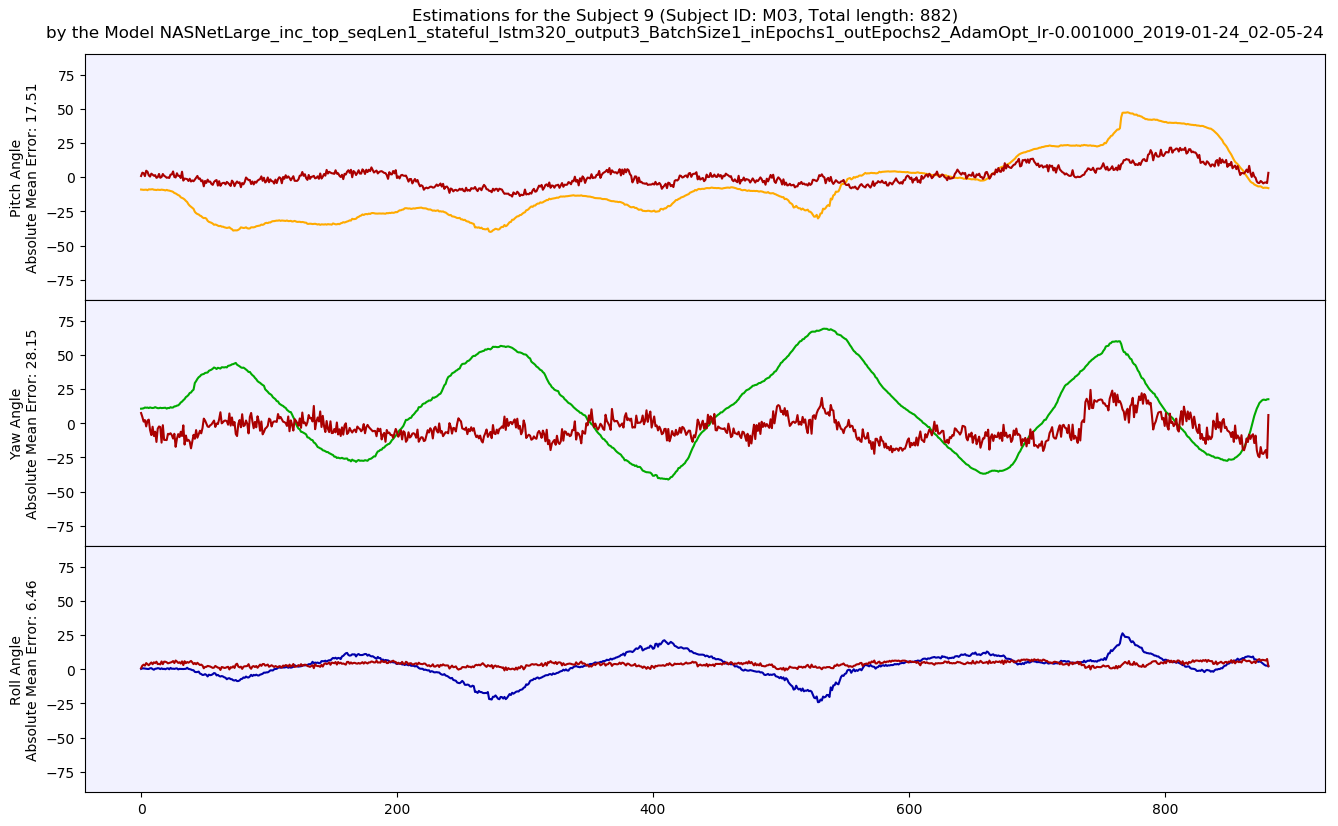 Estimations for the Subject 9 (Subject ID: M03, Total length: 882)
by the Model NASNetLarge_inc_top_seqLen1_stateful_lstm320_output3_BatchSize1_inEpochs1_outEpochs2_AdamOpt_lr-0.001000_2019-01-24_02-05-24
Pitch Angle
Absolute Mean Error: 17.51
75
50
25
0
−25
−50
−75
Yaw Angle
Absolute Mean Error: 28.15
75
50
25
0
−25
−50
−75
Roll Angle
Absolute Mean Error: 6.46
75
50
25
0
−25
−50
−75
0 200 400 600 800